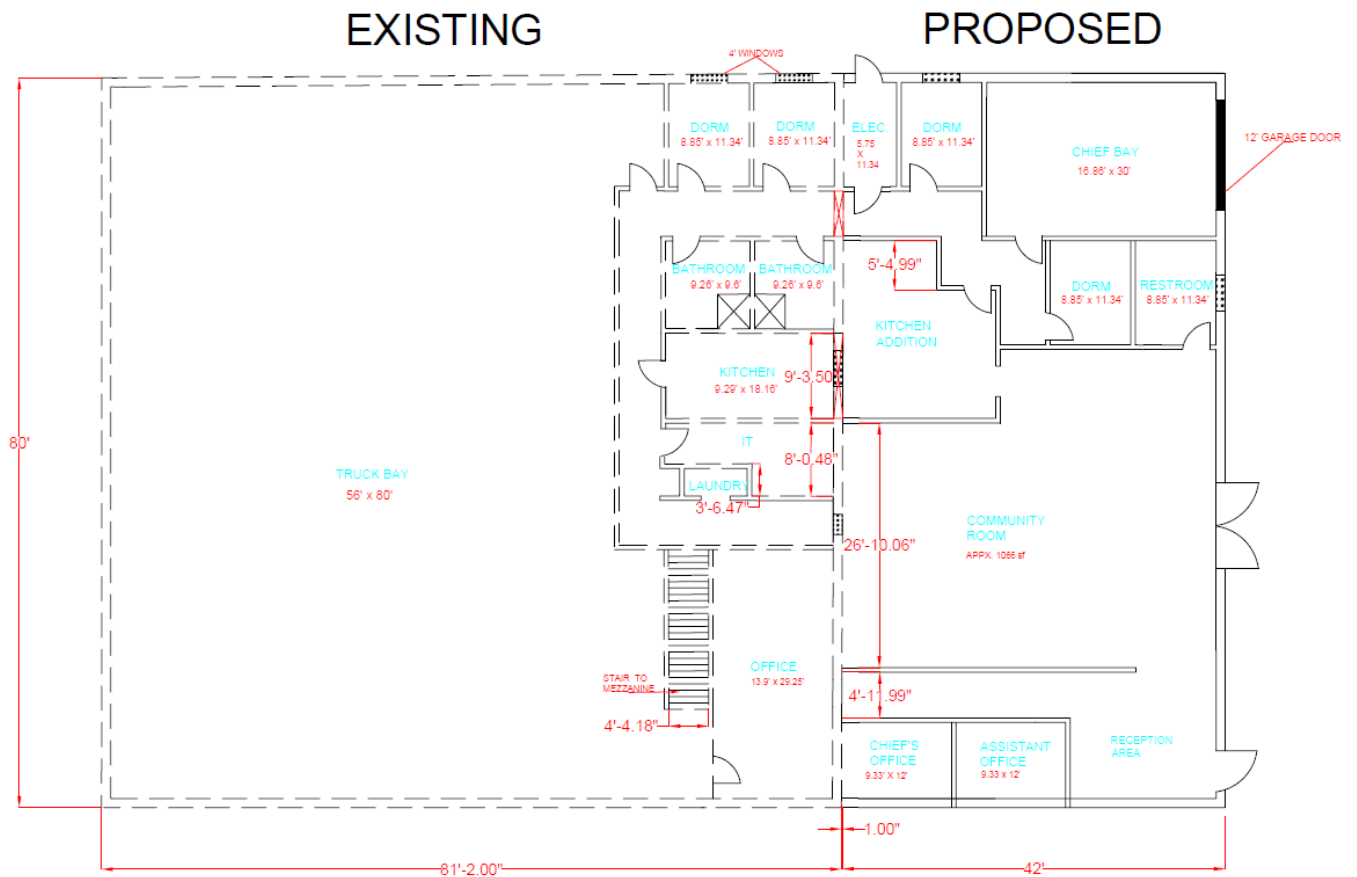 EXISTING
PROPOSED
4' WINDOWS
DORM
8.85' x 11.34'
DORM
8.85' x 11.34'
ELEC.
5.75
X
11.34
DORM
8.85' x 11.34'
CHIEF BAY
16.86' x 30'
12' GARAGE DOOR
BATHROOM
9.26' x 9.6'
BATHROOM
9.26' x 9.6'
5'-4.99"
DORM
8.85' x 11.34'
RESTROOM
8.85' x 11.34'
KITCHEN
ADDITION
KITCHEN
9.29' x 18.16'
9'-3.50"
80'
IT
8'-0.48"
TRUCK BAY
56' x 80'
LAUNDRY
3'-6.47"
COMMUNITY
ROOM
APPX. 1066 sf
26'-10.06"
OFFICE
13.9' x 29.25'
STAIR TO
MEZZANINE
4'-11.99"
4'-4.18"
CHIEF'S
OFFICE
9.33' X 12'
ASSISTANT
OFFICE
9.33 x 12'
RECEPTION
AREA
1.00"
81'-2.00"
42'